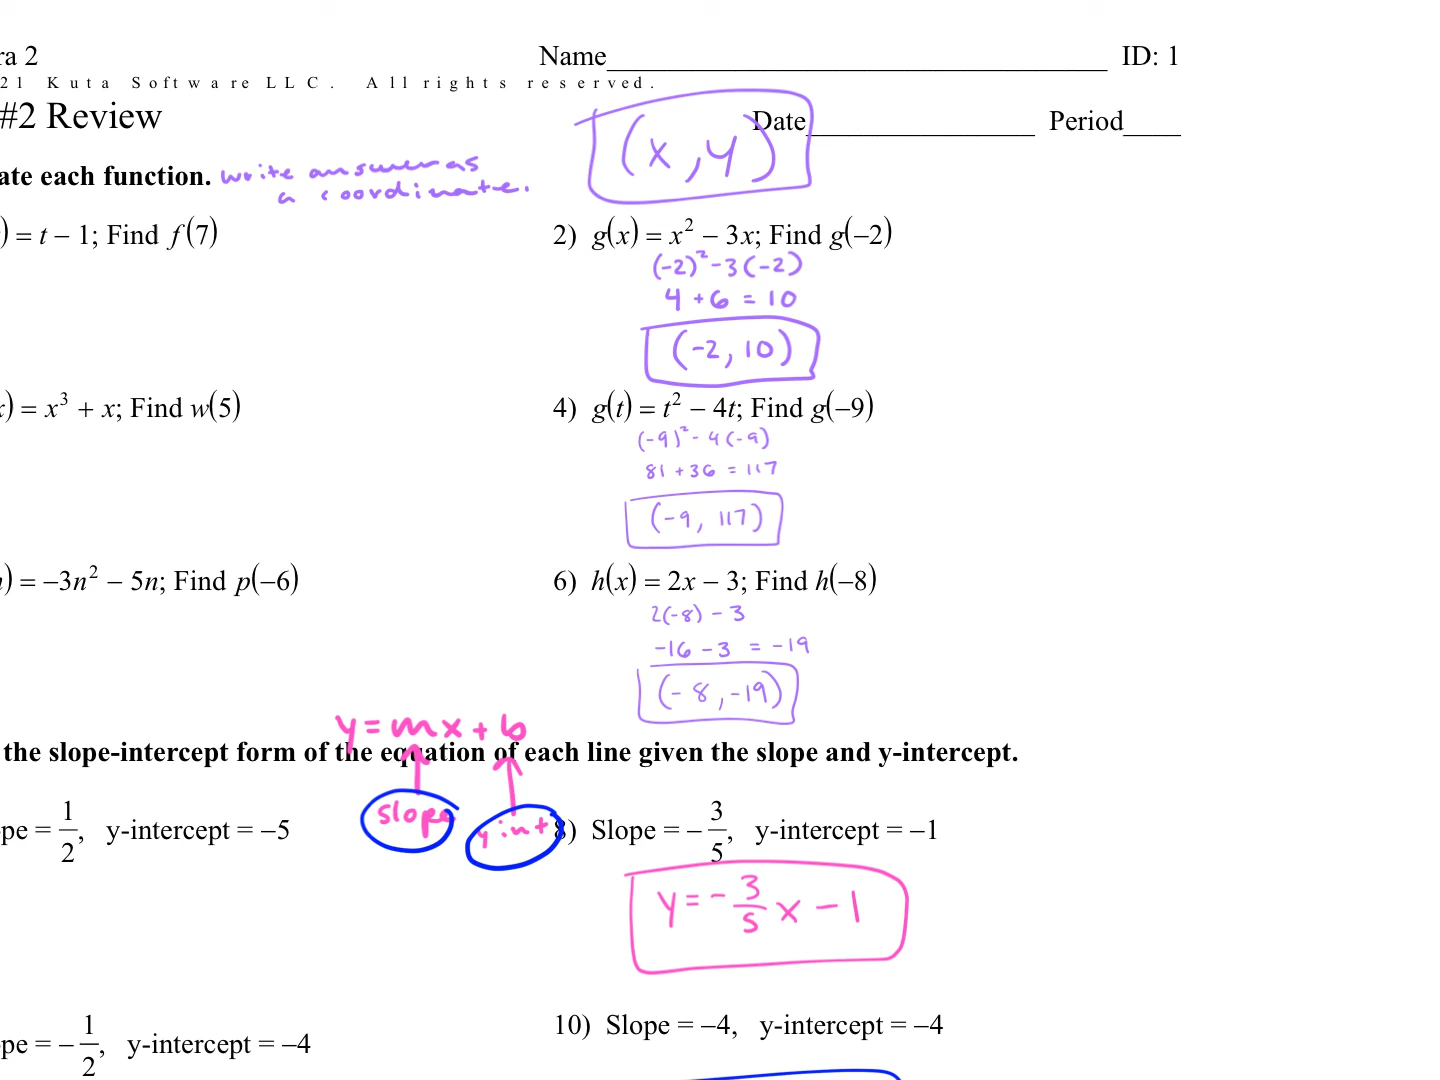 ra 2 Name____________________ ID: 1
21 Kuta Software LLC. All rights reserved.
#2 Review Date____________ Period____
(x, y)
ate each function. write answer as
a coordinate.
) = t − 1; Find f(7)
2) g(x) = x² − 3x; Find g(−2)
(-2)² - 3(-2)
4 + 6 = 10
(-2, 10)
) = x³ + x; Find w(5)
4) g(t) = t² − 4t; Find g(−9)
(-9)² - 4(-9)
81 + 36 = 117
(-9, 117)
) = −3n² − 5n; Find p(−6)
6) h(x) = 2x − 3; Find h(−8)
2(-8) - 3
-16 - 3 = -19
(-8, -19)
y = mx + b
the slope-intercept form of the equation of each line given the slope and y-intercept.
slope
y int
pe = 1/2, y-intercept = −5
8) Slope = −3/5, y-intercept = −1
y = -3/5 x - 1
pe = −1/2, y-intercept = −4
10) Slope = −4, y-intercept = −4